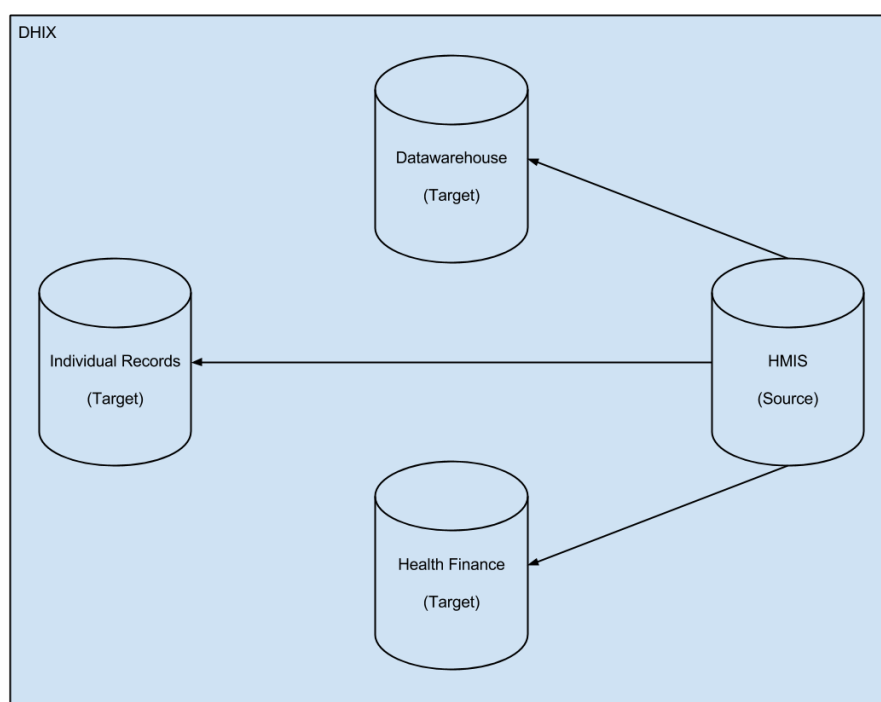 DHIX
Datawarehouse
(Target)
Individual Records
(Target)
HMIS
(Source)
Health Finance
(Target)